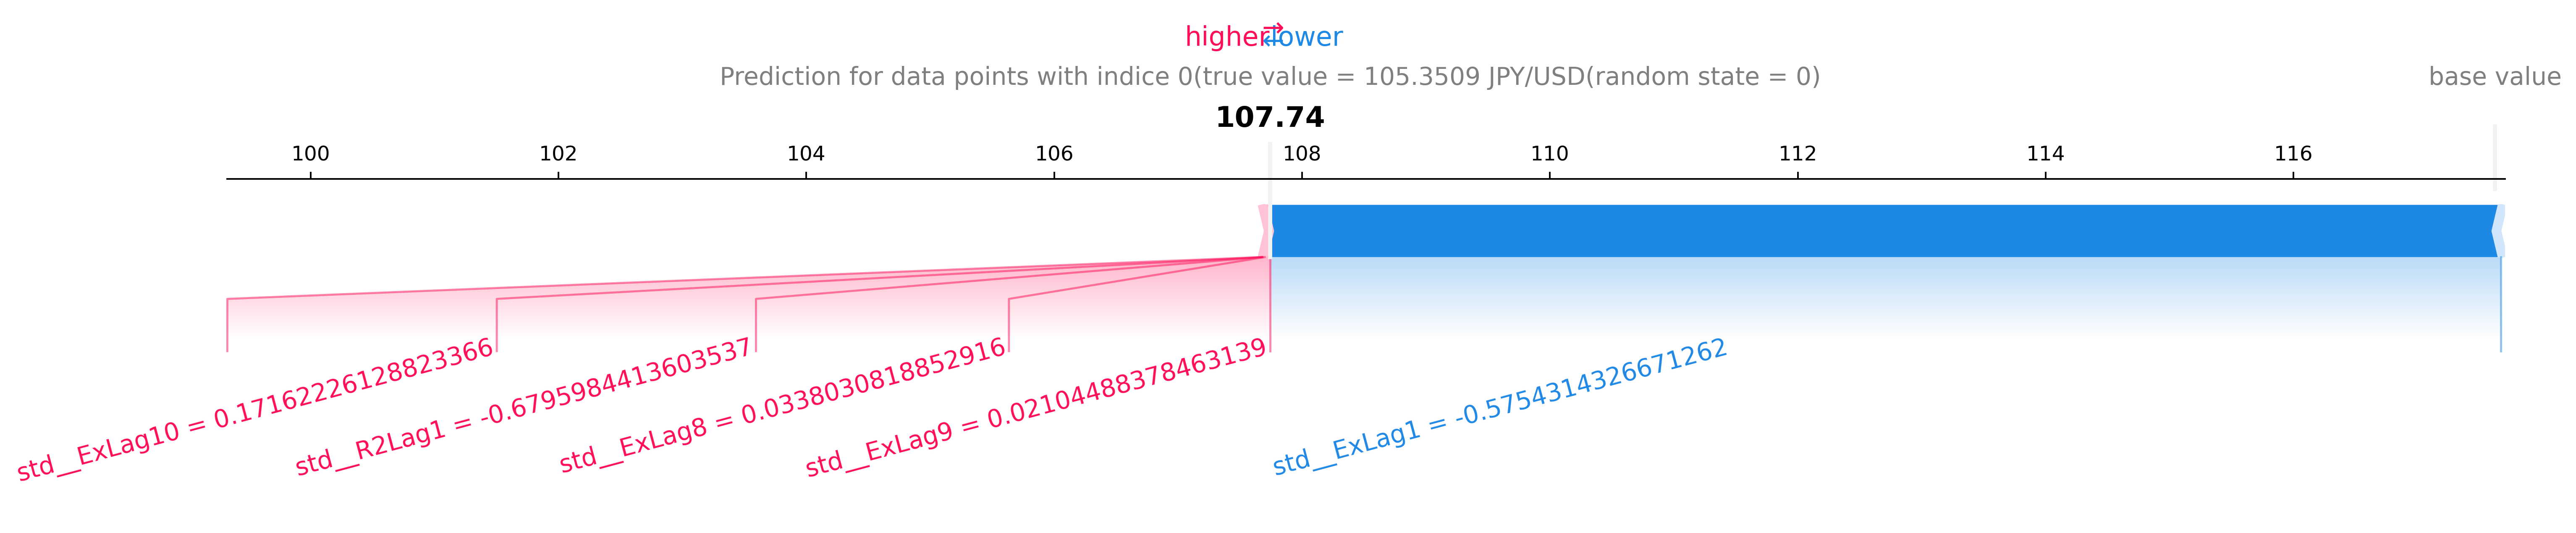 higher⇄lower
Prediction for data points with indice 0(true value = 105.3509 JPY/USD(random state = 0)
base value
107.74
100 102 104 106 108 110 112 114 116
std__ExLag10 = 0.17162226128823366
std__R2Lag1 = -0.6795984413603537
std__ExLag8 = 0.033803081885291​6
std__ExLag9 = 0.02104488378463139
std__ExLag1 = -0.5754314326671262